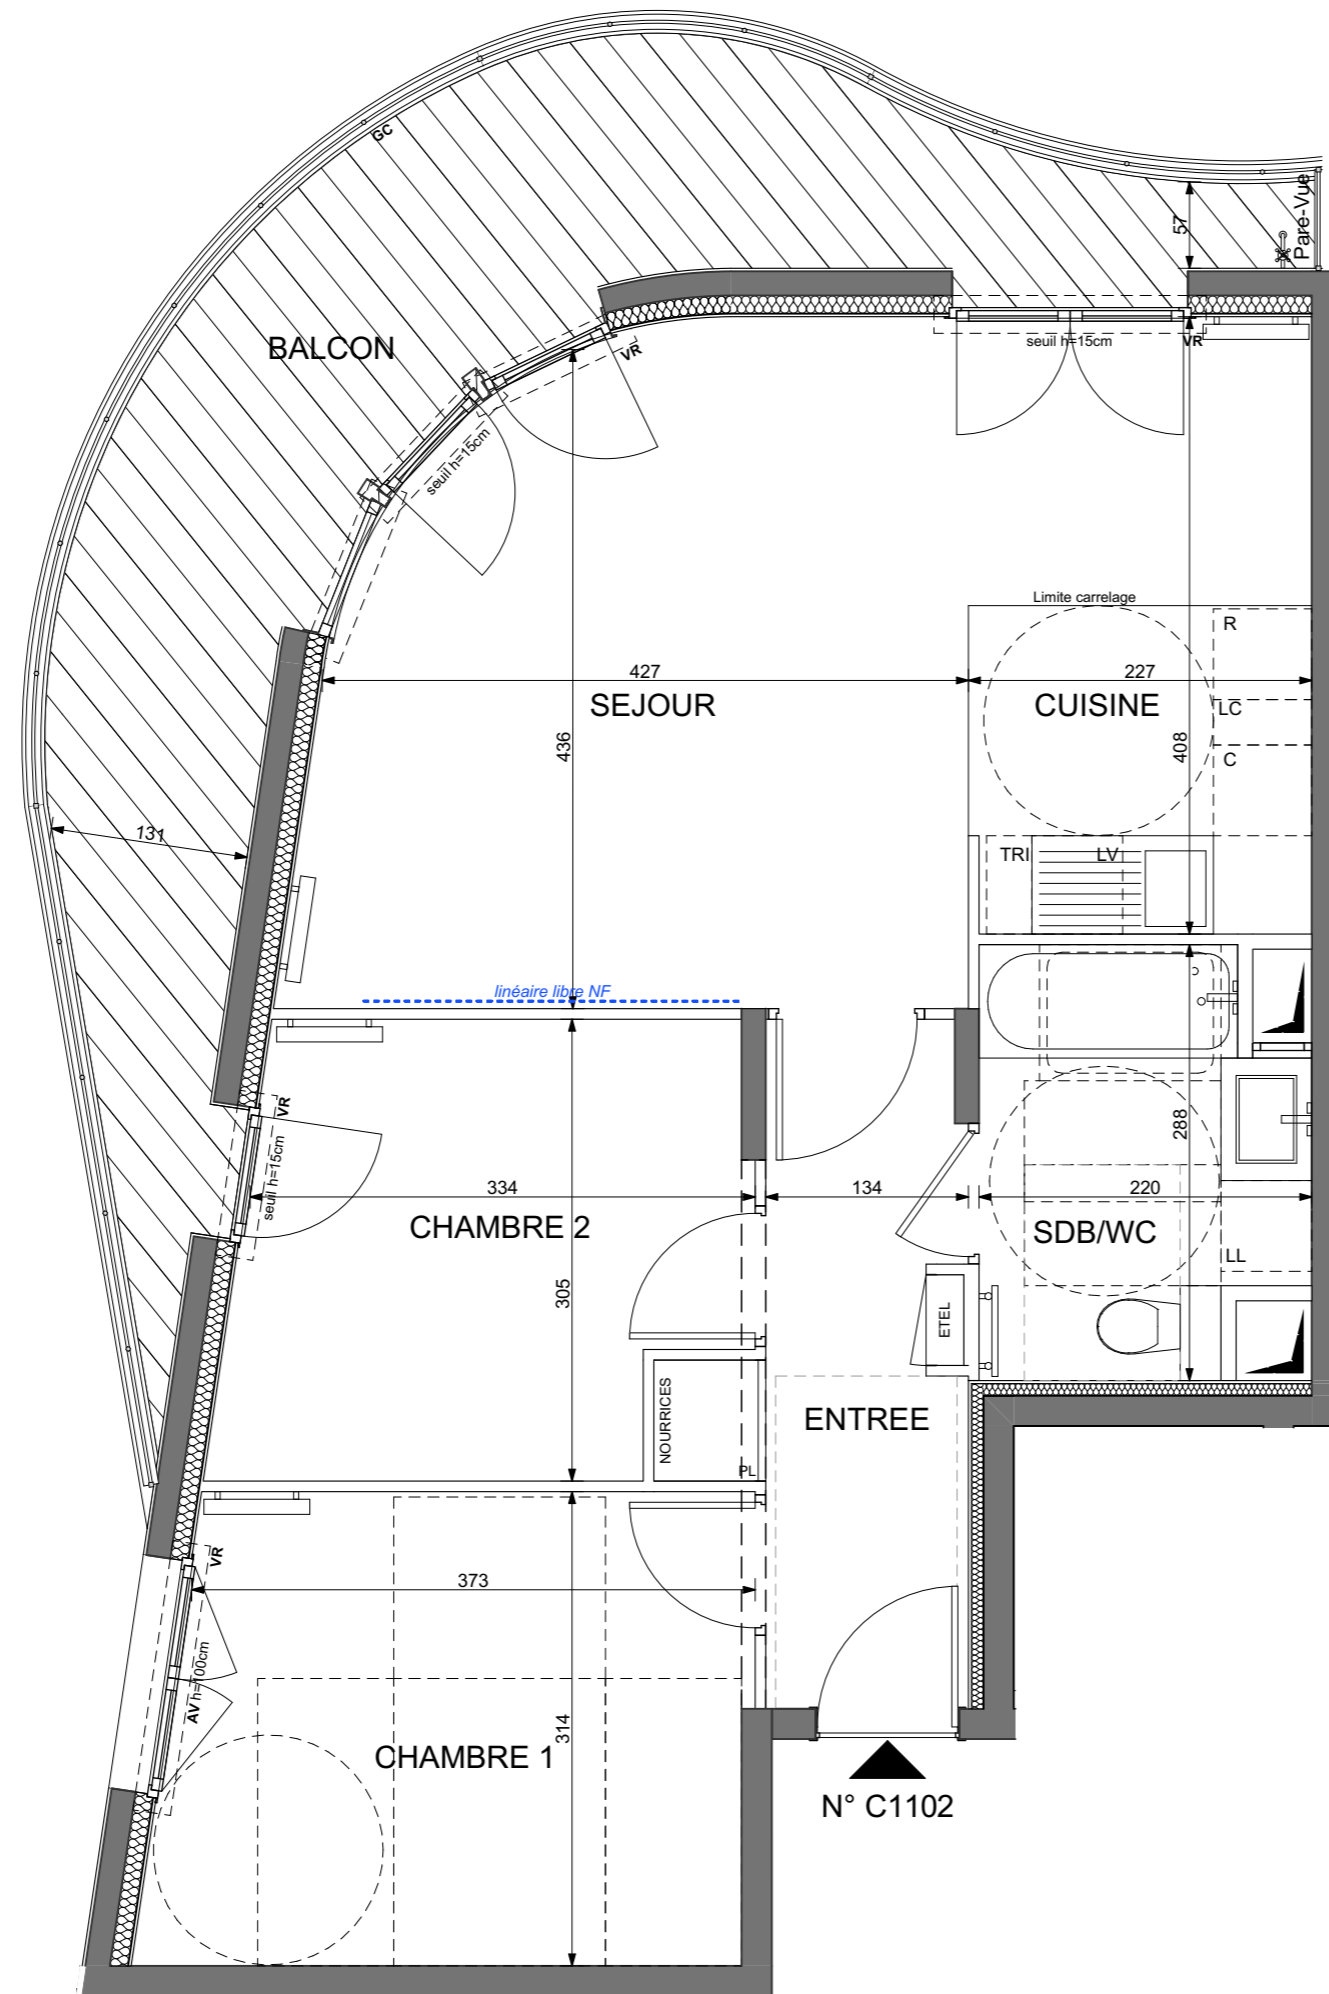 GC
Pare-Vue
57
BALCON
VR
seuil h=15cm
VR
seuil h=15cm
Limite carrelage
R
427
227
SEJOUR
CUISINE
LC
436
408
C
131
TRI
LV
linéaire libre NF
VR
seuil h=15cm
288
334
134
220
CHAMBRE 2
SDB/WC
LL
305
ETEL
NOURRICES
ENTREE
PL
VR
373
AV h=100cm
314
CHAMBRE 1
N° C1102